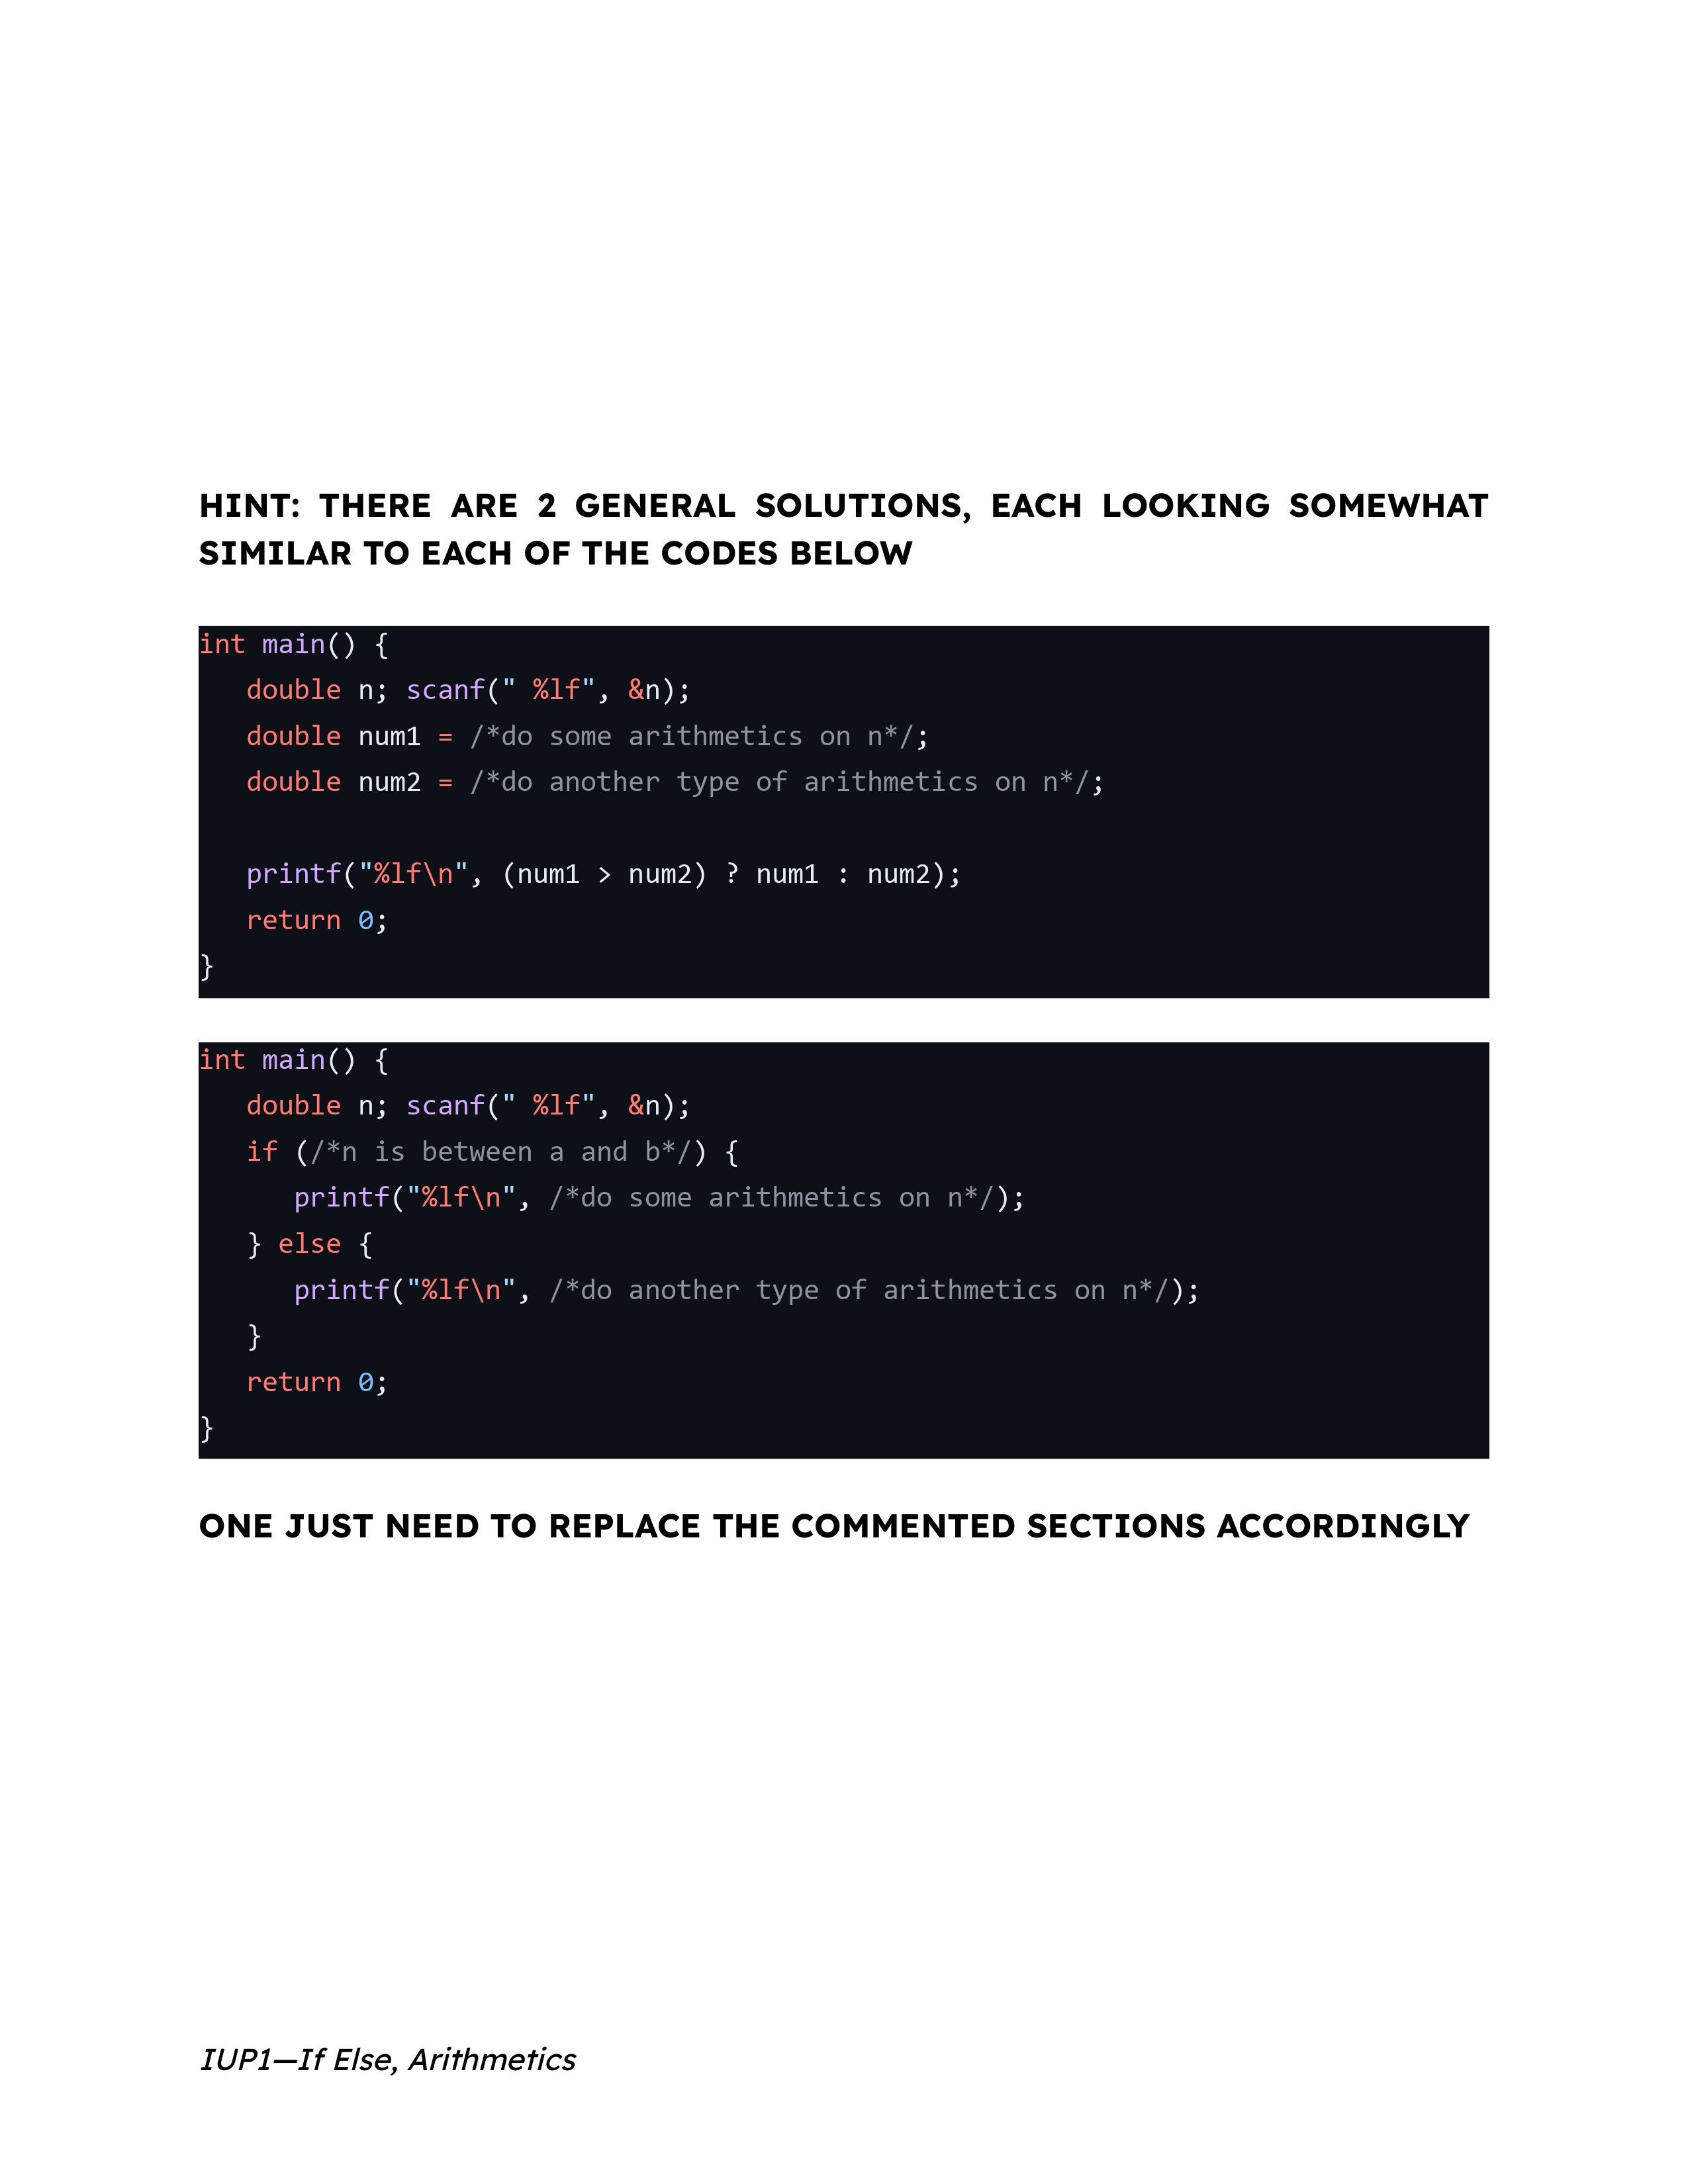 HINT: THERE ARE 2 GENERAL SOLUTIONS, EACH LOOKING SOMEWHAT
SIMILAR TO EACH OF THE CODES BELOW
int main() {
   double n; scanf(" %lf", &n);
   double num1 = /*do some arithmetics on n*/;
   double num2 = /*do another type of arithmetics on n*/;

   printf("%lf\n", (num1 > num2) ? num1 : num2);
   return 0;
}
int main() {
   double n; scanf(" %lf", &n);
   if (/*n is between a and b*/) {
      printf("%lf\n", /*do some arithmetics on n*/);
   } else {
      printf("%lf\n", /*do another type of arithmetics on n*/);
   }
   return 0;
}
ONE JUST NEED TO REPLACE THE COMMENTED SECTIONS ACCORDINGLY
IUP1—If Else, Arithmetics